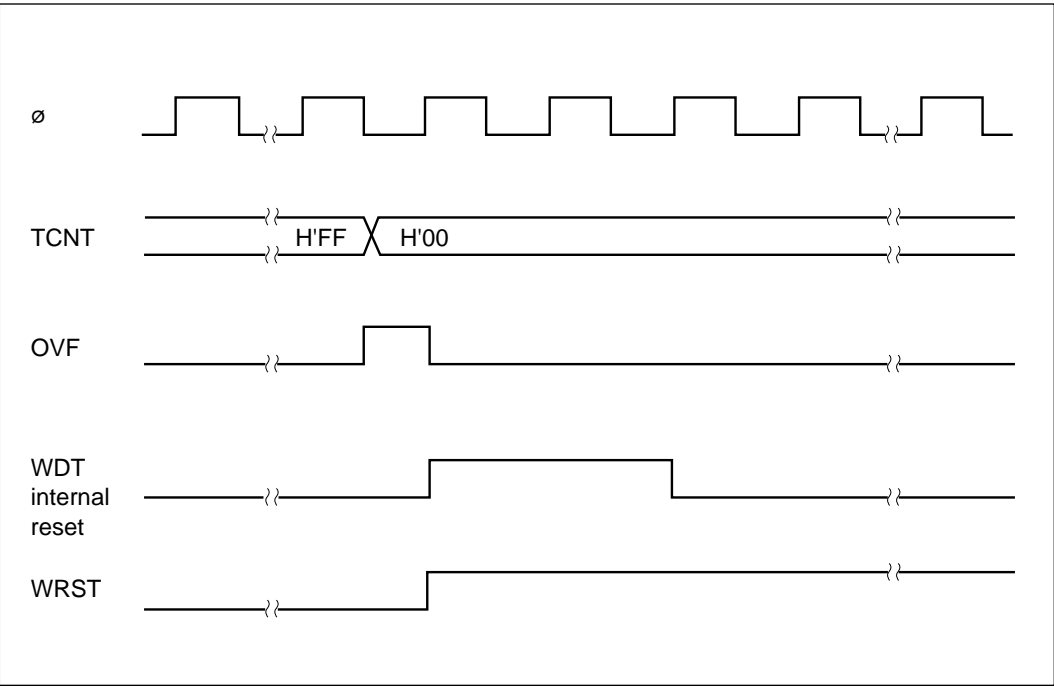 ø
TCNT
H'FF
H'00
OVF
WDT
internal
reset
WRST